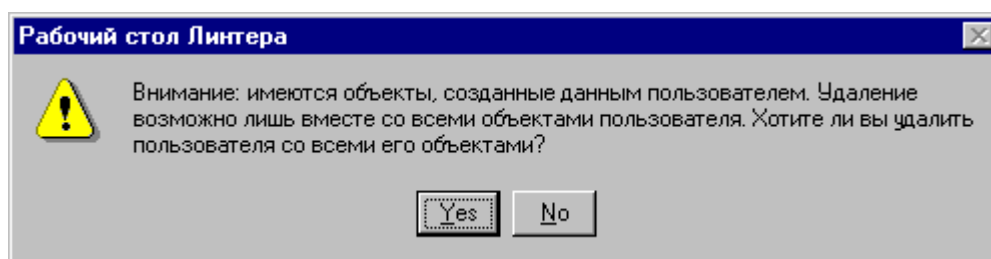 Рабочий стол Линтера
Внимание: имеются объекты, созданные данным пользователем. Удаление
возможно лишь вместе со всеми объектами пользователя. Хотите ли вы удалить
пользователя со всеми его объектами?
Yes No